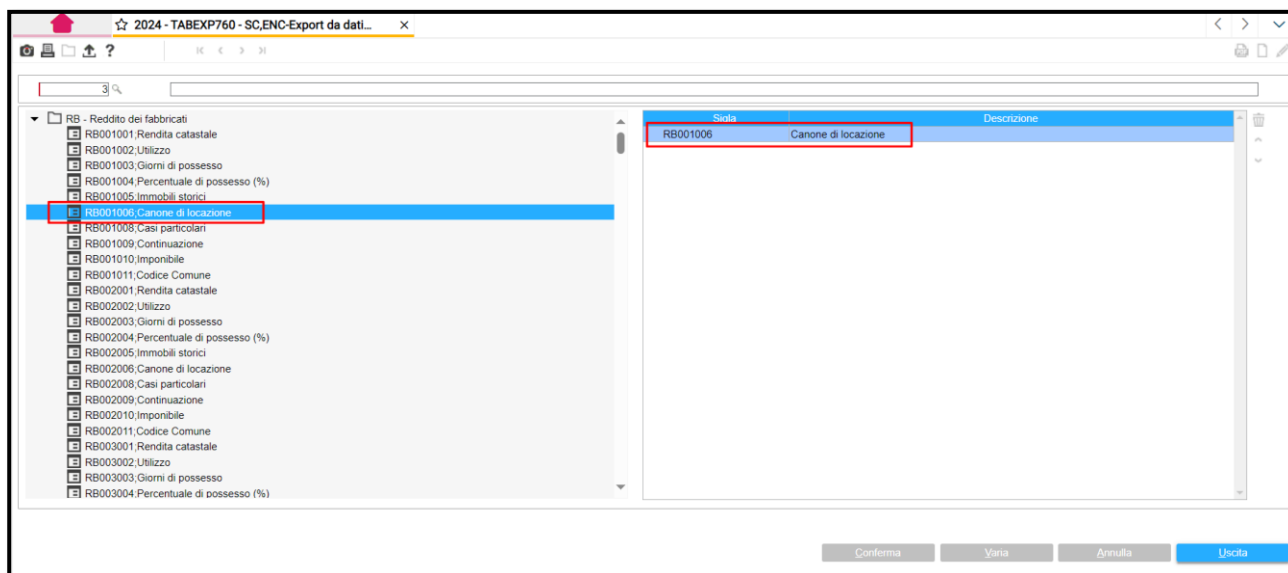 2024 - TABEXP760 - SC,ENC-Export da dati...
?
3
RB - Reddito dei fabbricati
RB001001;Rendita catastale
RB001002;Utilizzo
RB001003;Giorni di possesso
RB001004;Percentuale di possesso (%)
RB001005;Immobili storici
RB001006;Canone di locazione
RB001008;Casi particolari
RB001009;Continuazione
RB001010;Imponibile
RB001011;Codice Comune
RB002001;Rendita catastale
RB002002;Utilizzo
RB002003;Giorni di possesso
RB002004;Percentuale di possesso (%)
RB002005;Immobili storici
RB002006;Canone di locazione
RB002008;Casi particolari
RB002009;Continuazione
RB002010;Imponibile
RB002011;Codice Comune
RB003001;Rendita catastale
RB003002;Utilizzo
RB003003;Giorni di possesso
RB003004;Percentuale di possesso (%)
Sigla Descrizione
RB001006 Canone di locazione
Conferma Varia Annulla Uscita